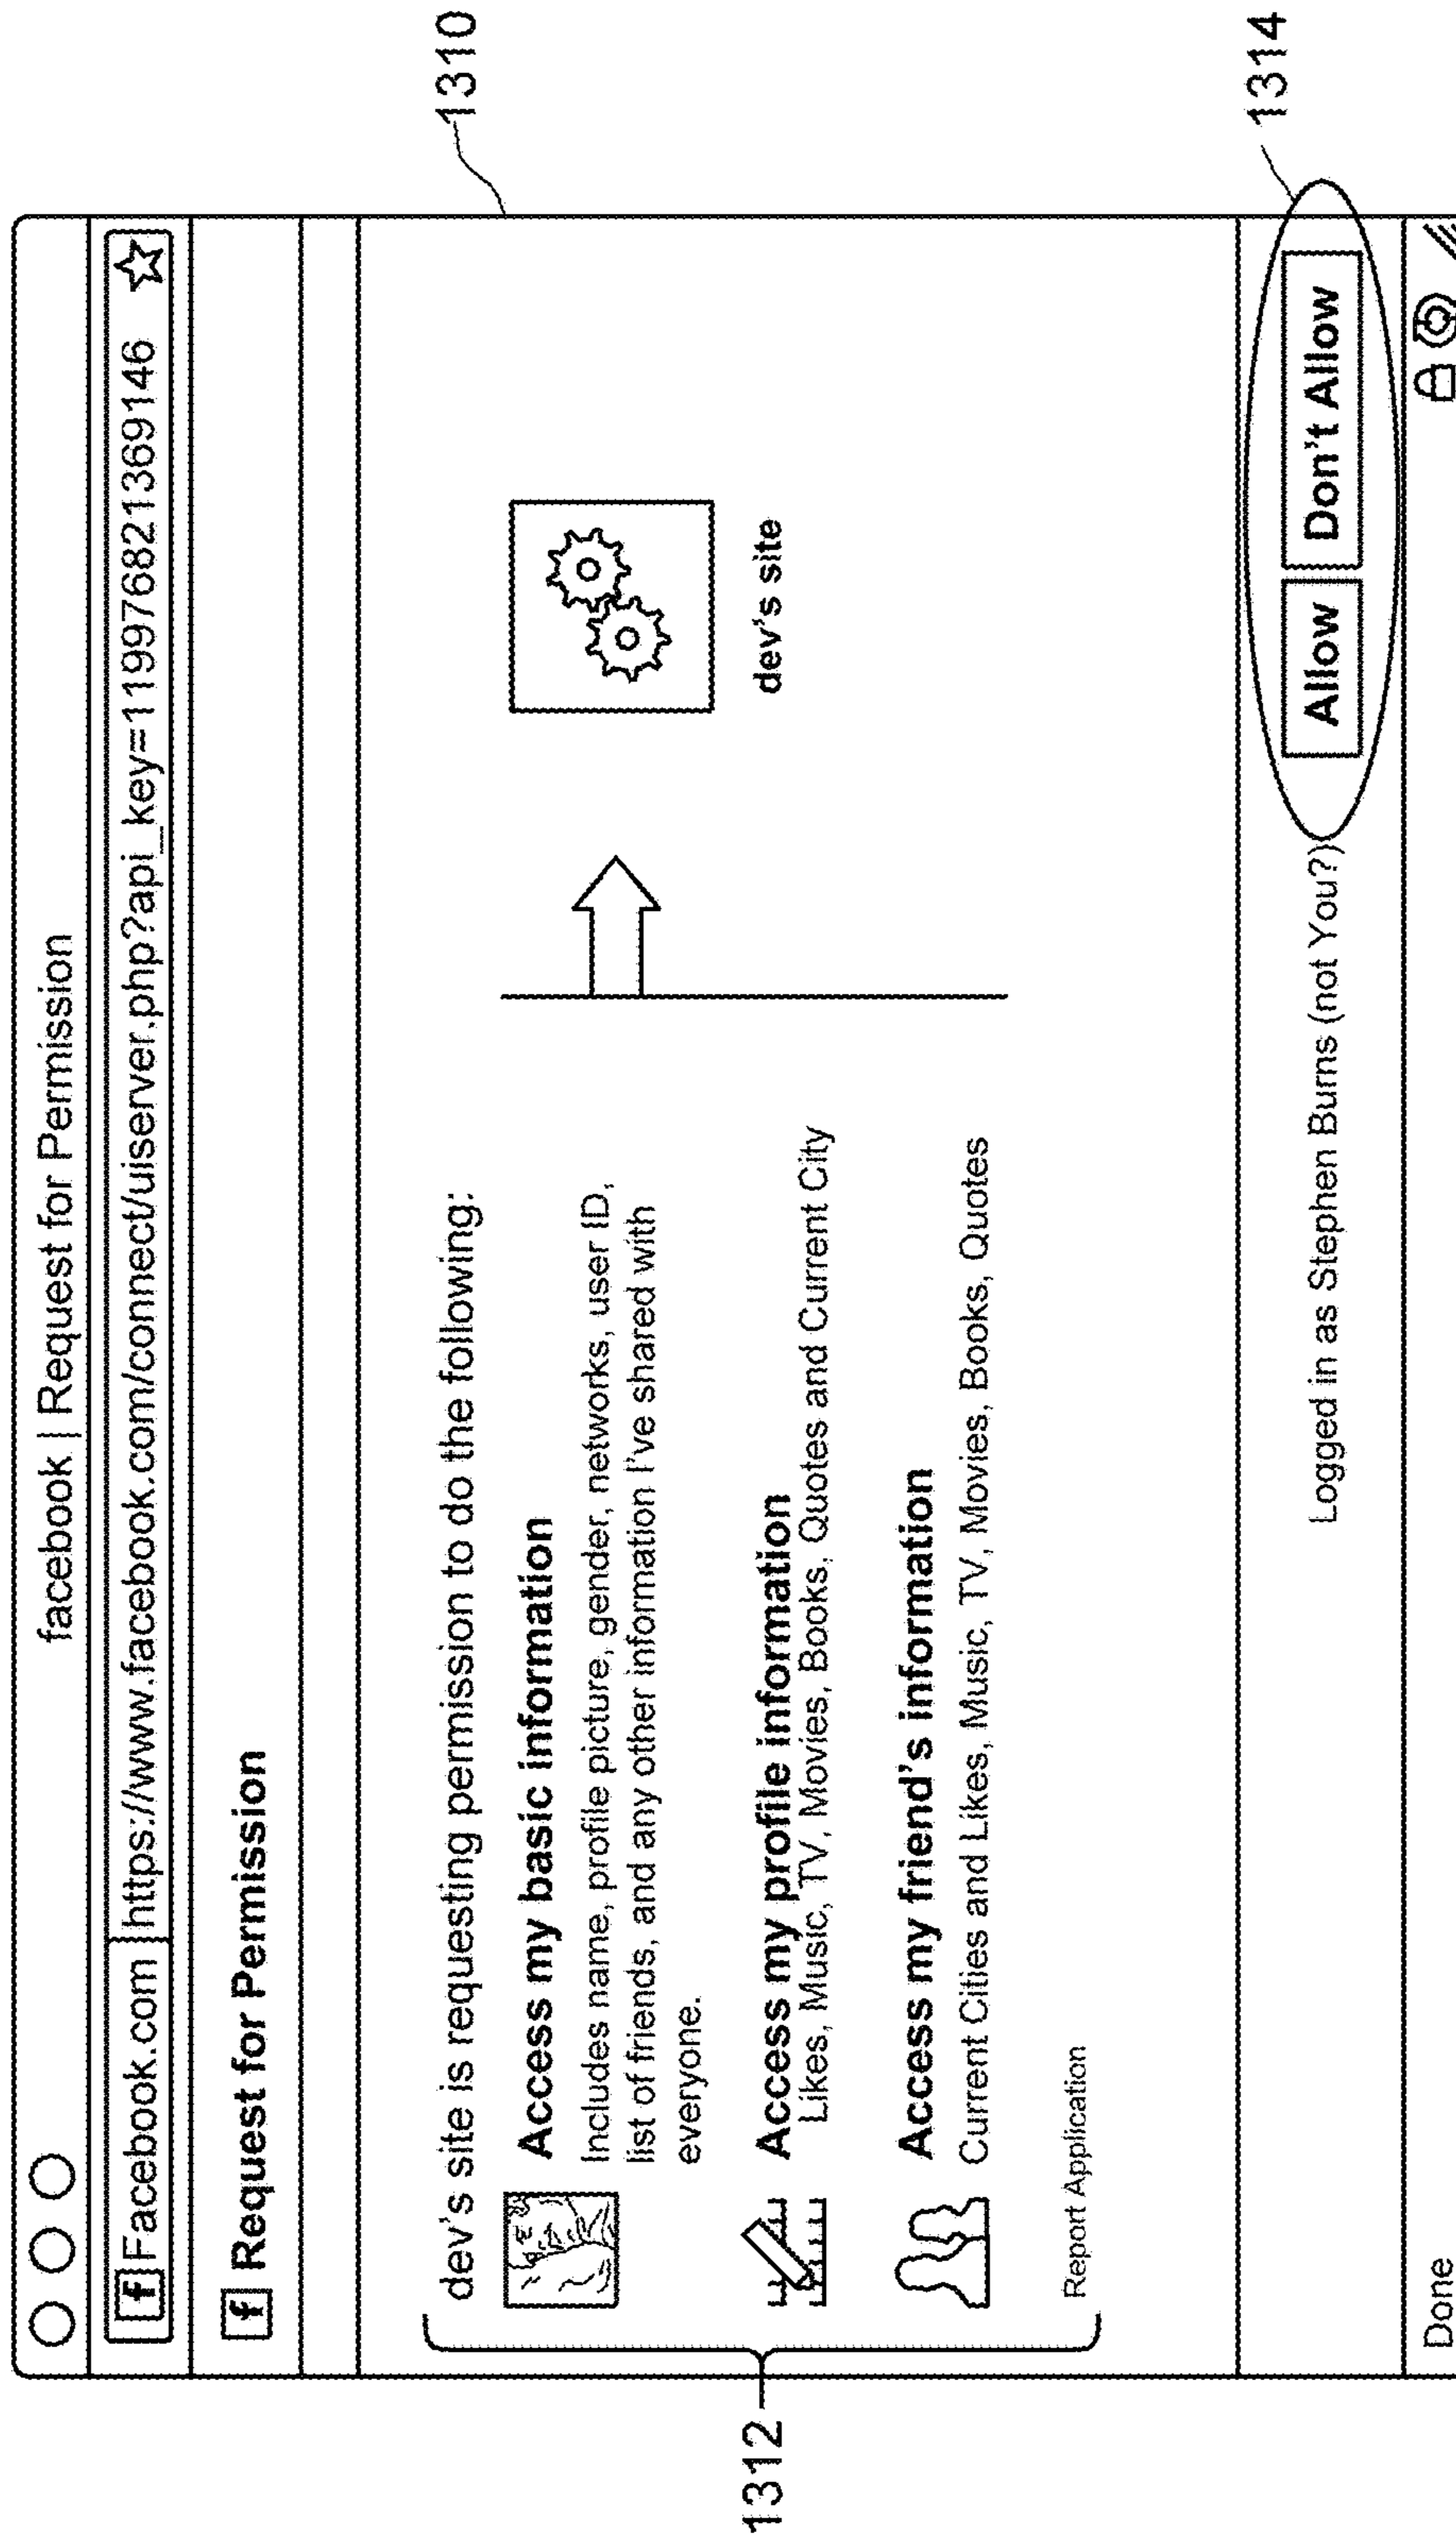 facebook | Request for Permission
f Facebook.com https://www.facebook.com/connect/uiserver.php?api_key=119976821369146
f Request for Permission
1310
dev's site is requesting permission to do the following:
Access my basic information
Includes name, profile picture, gender, networks, user ID,
list of friends, and any other information I've shared with
everyone.
dev's site
1312
Access my profile information
Likes, Music, TV, Movies, Books, Quotes and Current City
Access my friend's information
Current Cities and Likes, Music, TV, Movies, Books, Quotes
Report Application
Logged in as Stephen Burns (not You?) Allow Don't Allow
1314
Done